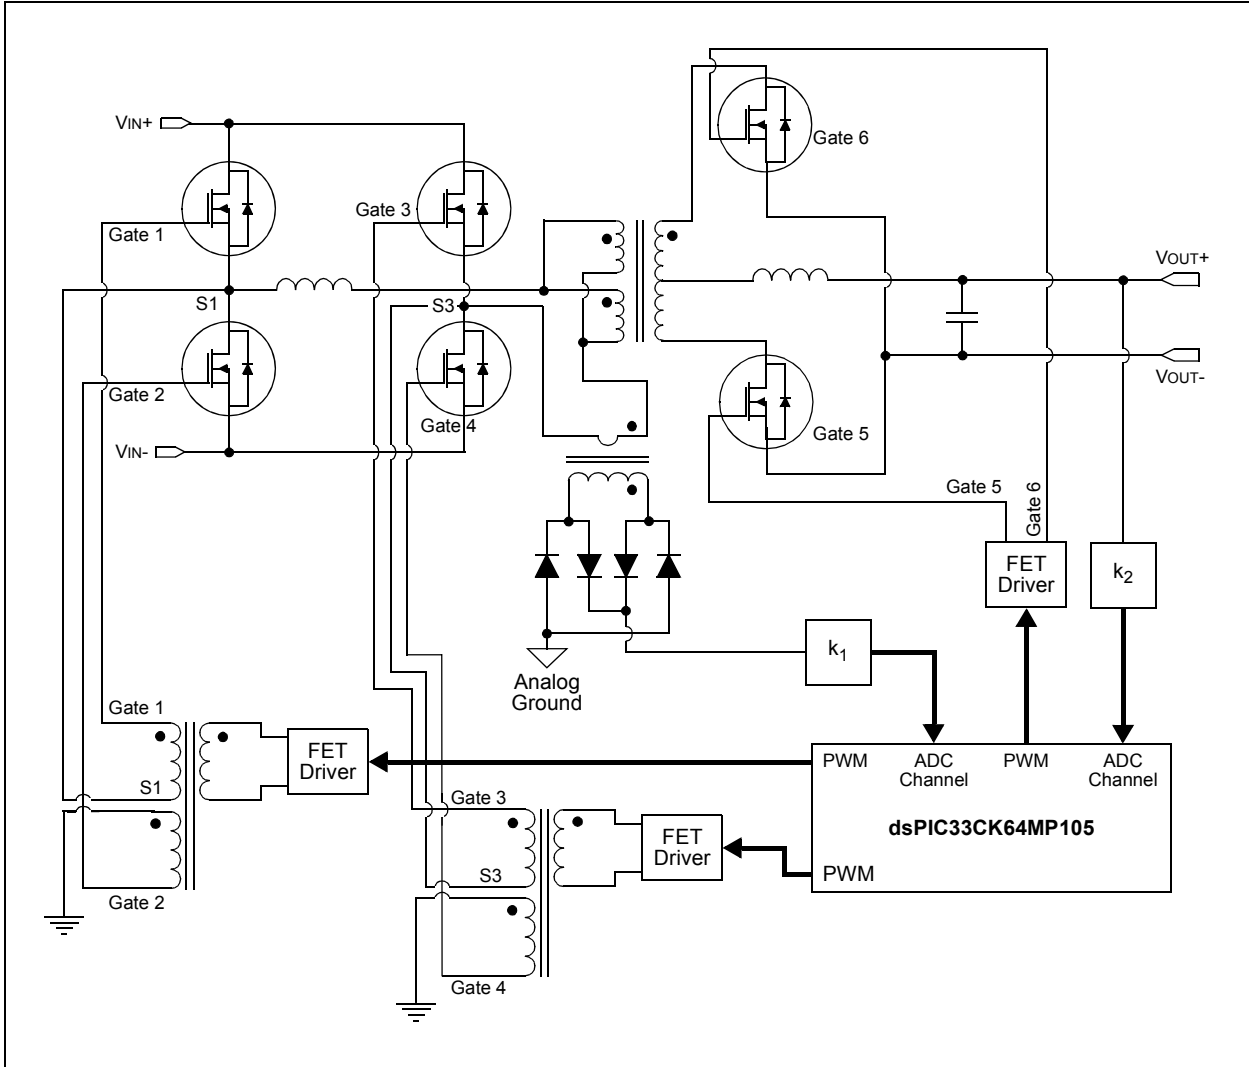 VIN+
Gate 1
S1
Gate 2
VIN-
Gate 3
S3
Gate 4
Gate 6
Gate 5
VOUT+
VOUT-
Gate 5
Gate 6
FET
Driver
k2
k1
Analog
Ground
Gate 1
S1
Gate 2
FET
Driver
Gate 3
S3
Gate 4
FET
Driver
PWM
ADC
Channel
PWM
ADC
Channel
dsPIC33CK64MP105
PWM